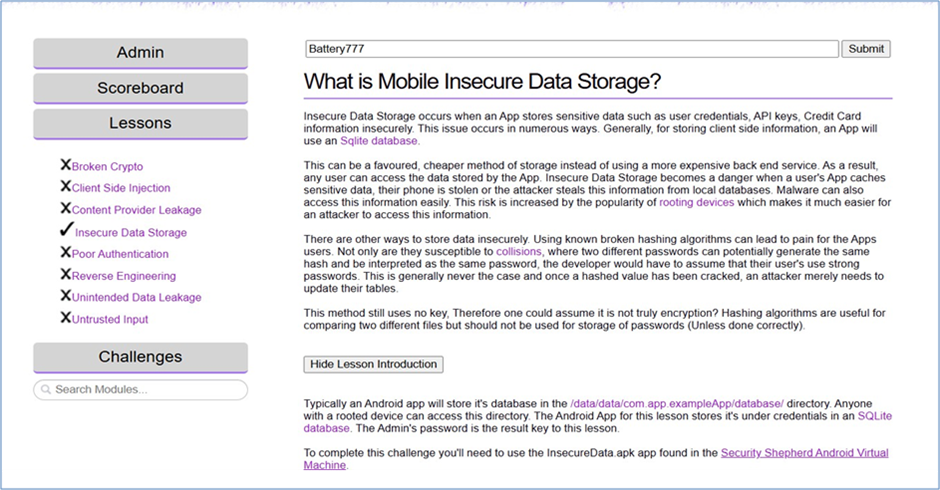 Admin
Scoreboard
Lessons
XBroken Crypto
XClient Side Injection
XContent Provider Leakage
✓Insecure Data Storage
XPoor Authentication
XReverse Engineering
XUnintended Data Leakage
XUntrusted Input
Challenges
Search Modules...
Battery777 Submit
What is Mobile Insecure Data Storage?
Insecure Data Storage occurs when an App stores sensitive data such as user credentials, API keys, Credit Card
information insecurely. This issue occurs in numerous ways. Generally, for storing client side information, an App will
use an Sqlite database.
This can be a favoured, cheaper method of storage instead of using a more expensive back end service. As a result,
any user can access the data stored by the App. Insecure Data Storage becomes a danger when a user's App caches
sensitive data, their phone is stolen or the attacker steals this information from local databases. Malware can also
access this information easily. This risk is increased by the popularity of rooting devices which makes it much easier for
an attacker to access this information.
There are other ways to store data insecurely. Using known broken hashing algorithms can lead to pain for the Apps
users. Not only are they susceptible to collisions, where two different passwords can potentially generate the same
hash and be interpreted as the same password, the developer would have to assume that their user's use strong
passwords. This is generally never the case and once a hashed value has been cracked, an attacker merely needs to
update their tables.
This method still uses no key, Therefore one could assume it is not truly encryption? Hashing algorithms are useful for
comparing two different files but should not be used for storage of passwords (Unless done correctly).
Hide Lesson Introduction
Typically an Android app will store it's database in the /data/data/com.app.exampleApp/database/ directory. Anyone
with a rooted device can access this directory. The Android App for this lesson stores it's under credentials in an SQLite
database. The Admin's password is the result key to this lesson.
To complete this challenge you'll need to use the InsecureData.apk app found in the Security Shepherd Android Virtual
Machine.